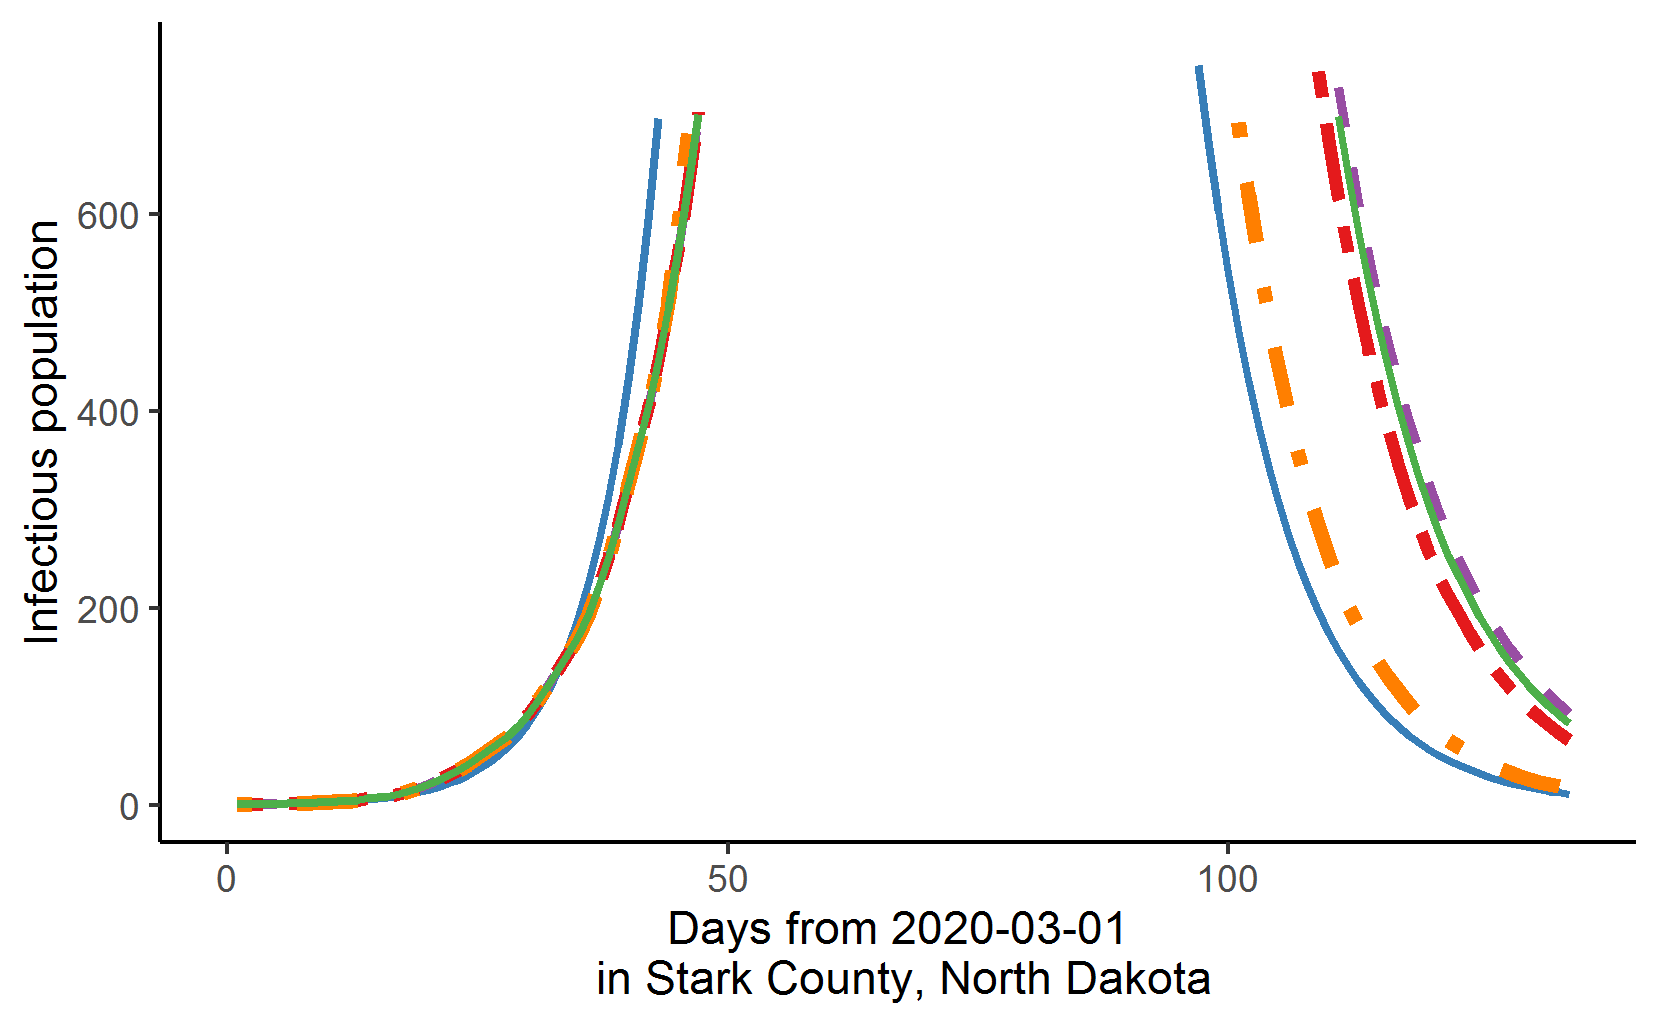 Infectious population
600
400
200
0
0 50 100
Days from 2020-03-01
in Stark County, North Dakota